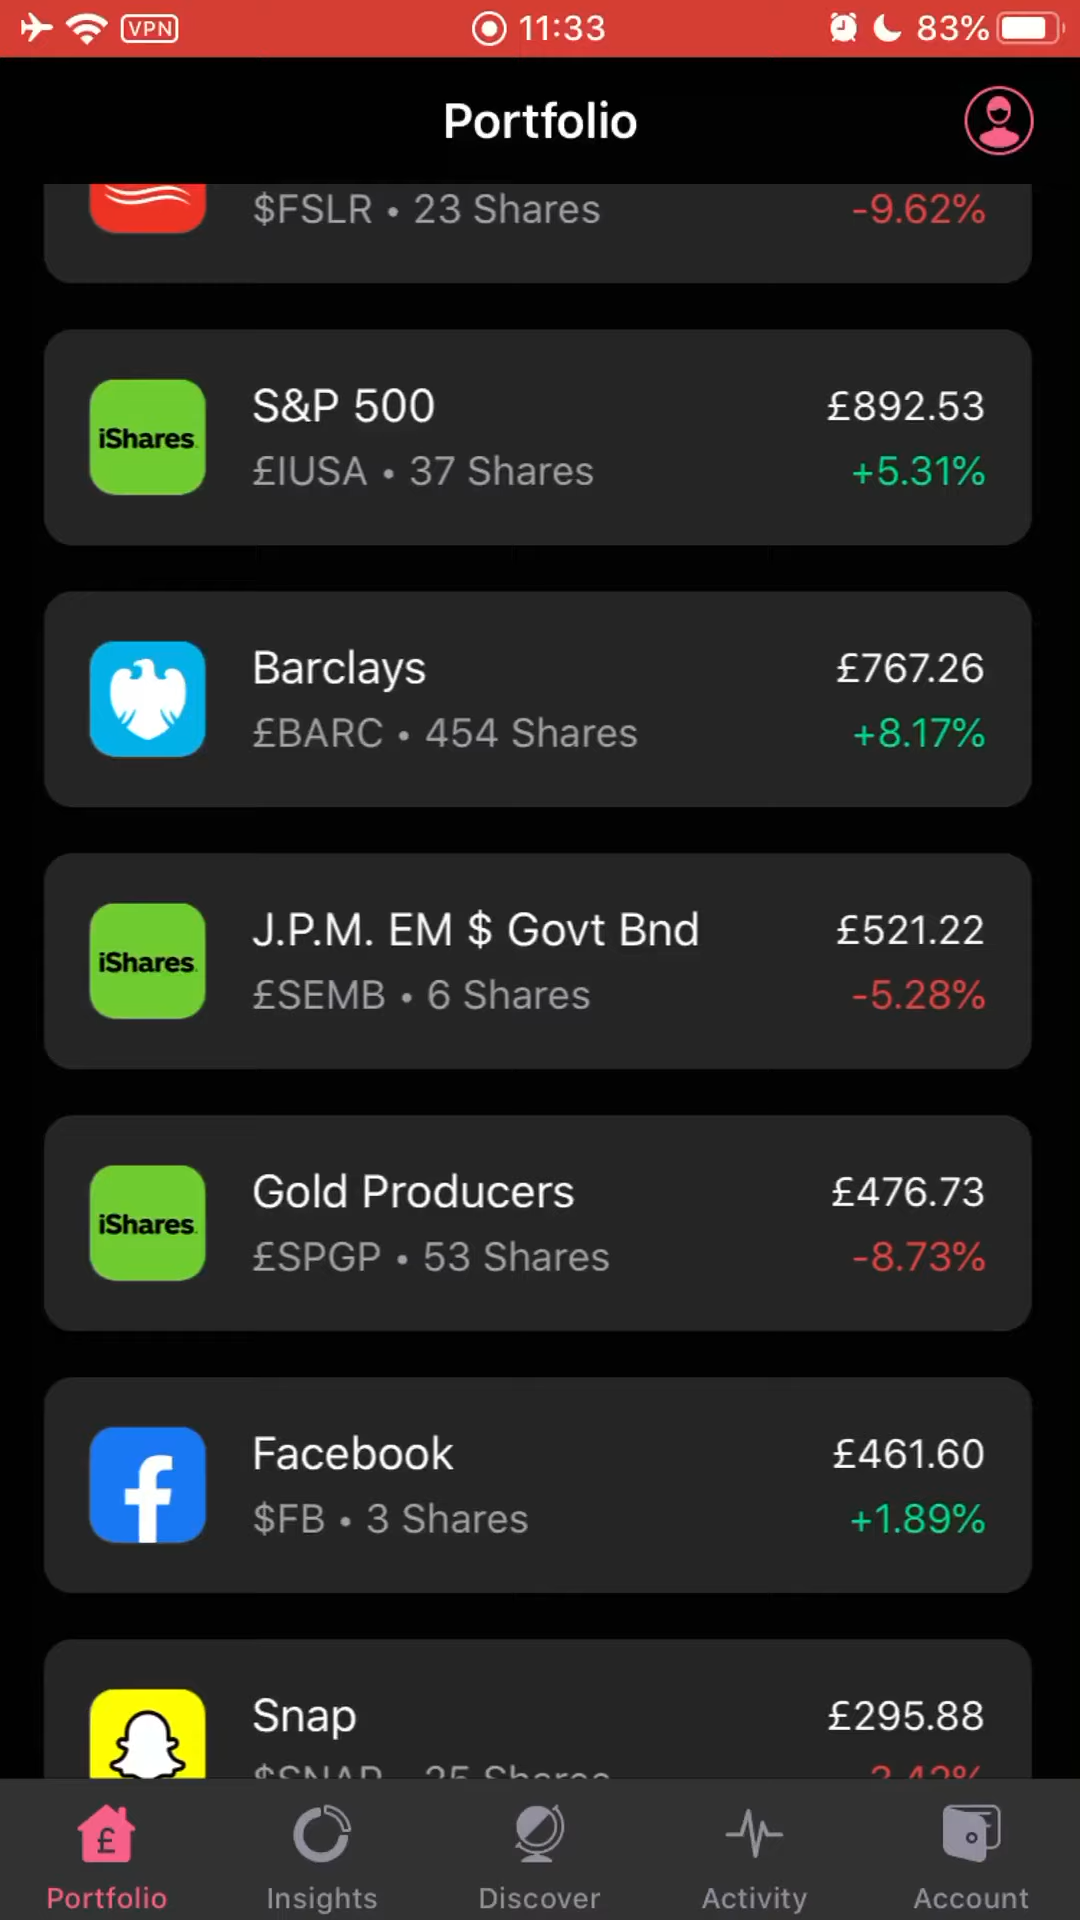 VPN 11:33 83%
Portfolio
$FSLR • 23 Shares -9.62%
iShares.
S&P 500 £892.53
£IUSA • 37 Shares +5.31%
Barclays £767.26
£BARC • 454 Shares +8.17%
iShares.
J.P.M. EM $ Govt Bnd £521.22
£SEMB • 6 Shares -5.28%
iShares.
Gold Producers £476.73
£SPGP • 53 Shares -8.73%
f
Facebook £461.60
$FB • 3 Shares +1.89%
Snap £295.88
$SNAP • 25 Shares
£
Portfolio Insights Discover Activity Account